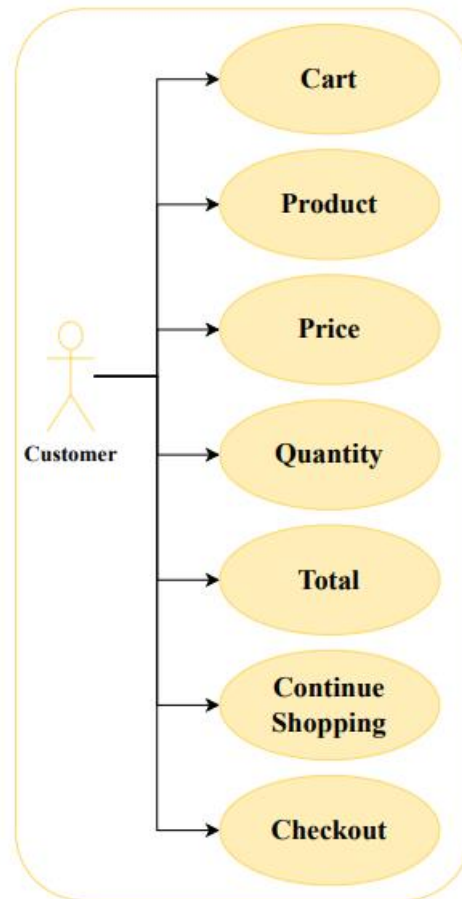 Cart
Product
Price
Customer
Quantity
Total
Continue
Shopping
Checkout